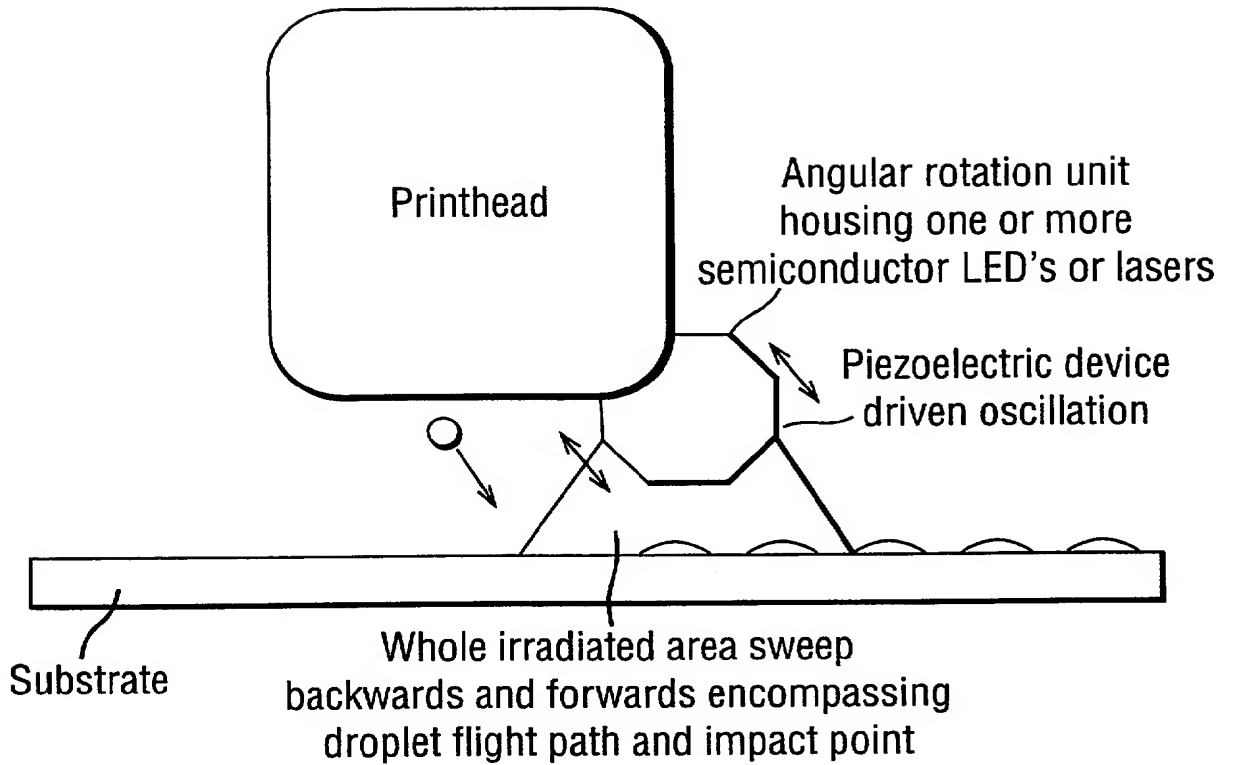 Printhead
Angular rotation unit
housing one or more
semiconductor LED's or lasers
Piezoelectric device
driven oscillation
Substrate
Whole irradiated area sweep
backwards and forwards encompassing
droplet flight path and impact point